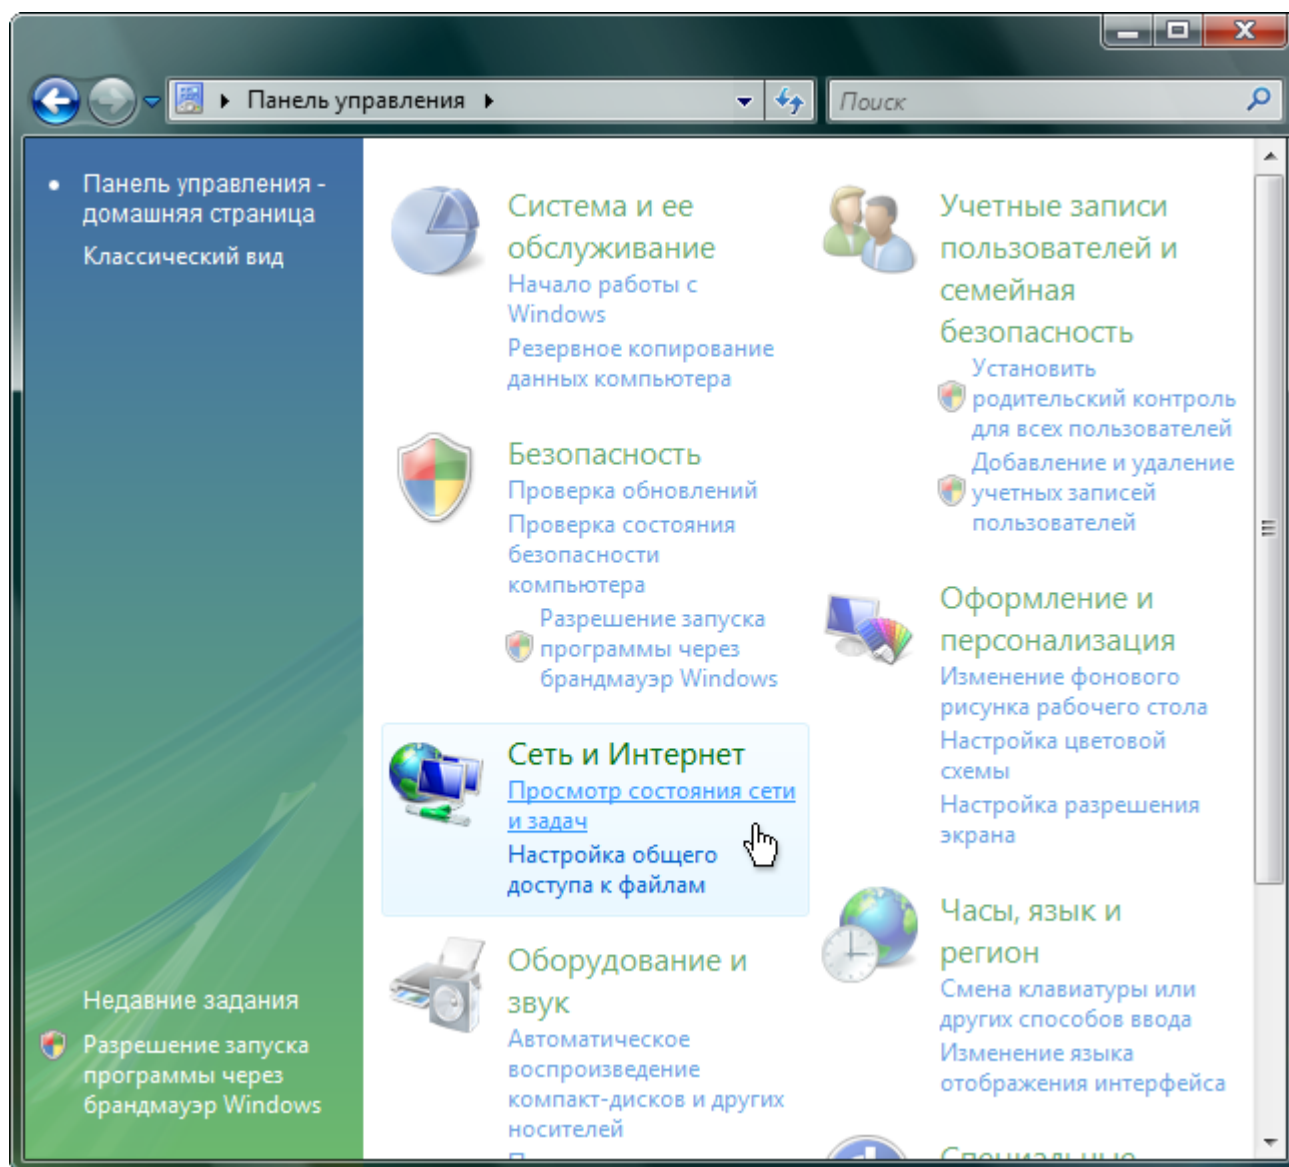 Панель управления
Поиск
Панель управления -
домашняя страница
Классический вид
Недавние задания
Разрешение запуска
программы через
брандмауэр Windows
Система и ее
обслуживание
Начало работы с
Windows
Резервное копирование
данных компьютера
Безопасность
Проверка обновлений
Проверка состояния
безопасности
компьютера
Разрешение запуска
программы через
брандмауэр Windows
Сеть и Интернет
Просмотр состояния сети
и задач
Настройка общего
доступа к файлам
Оборудование и
звук
Автоматическое
воспроизведение
компакт-дисков и других
носителей
Учетные записи
пользователей и
семейная
безопасность
Установить
родительский контроль
для всех пользователей
Добавление и удаление
учетных записей
пользователей
Оформление и
персонализация
Изменение фонового
рисунка рабочего стола
Настройка цветовой
схемы
Настройка разрешения
экрана
Часы, язык и
регион
Смена клавиатуры или
других способов ввода
Изменение языка
отображения интерфейса
Специальные